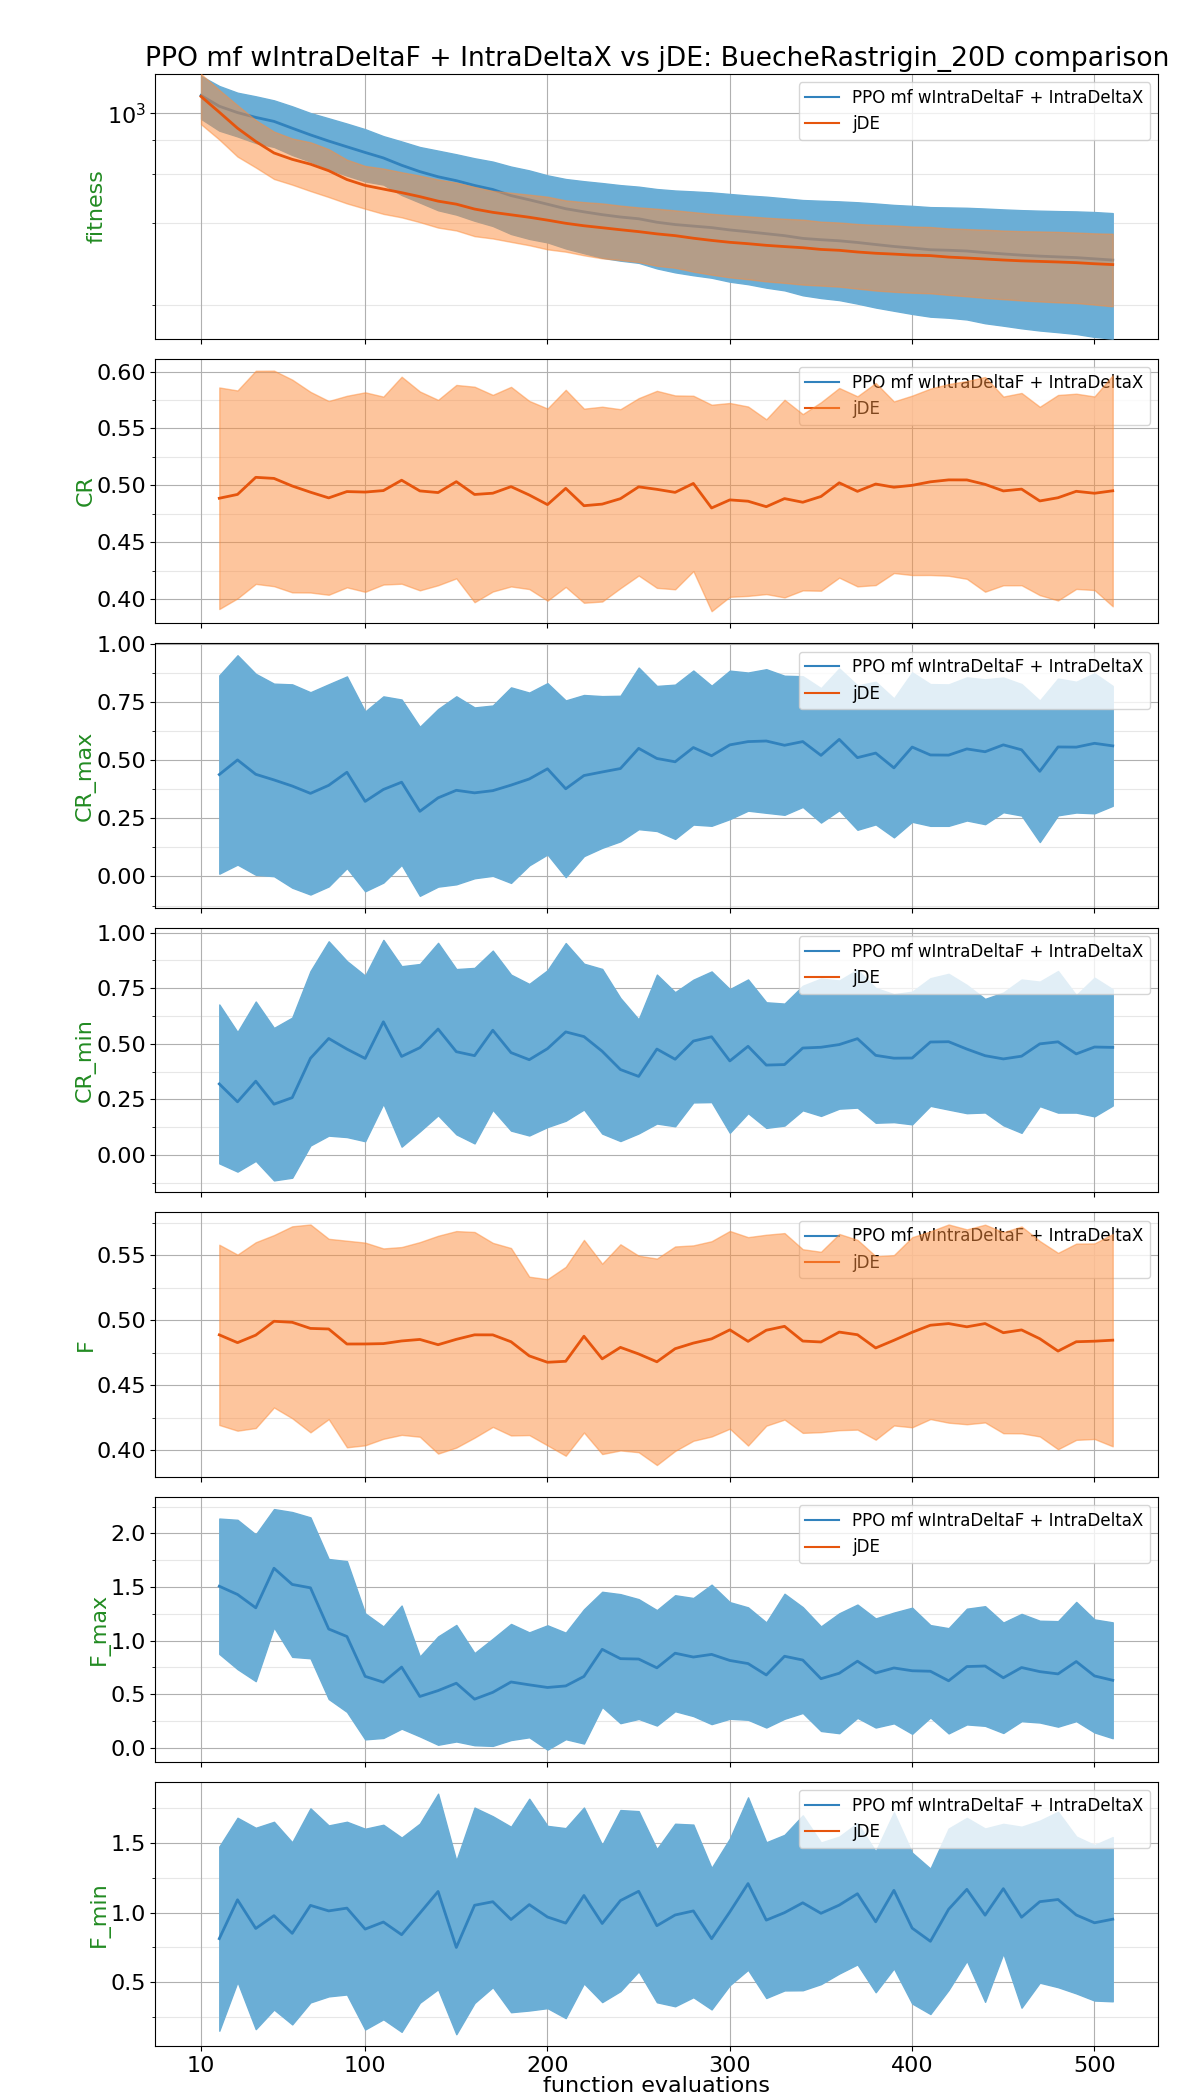 PPO mf wIntraDeltaF + IntraDeltaX vs jDE: BuecheRastrigin_20D comparison
10³
fitness
PPO mf wIntraDeltaF + IntraDeltaX
jDE
0.60
0.55
0.50
0.45
0.40
CR
PPO mf wIntraDeltaF + IntraDeltaX
jDE
1.00
0.75
0.50
0.25
0.00
CR_max
PPO mf wIntraDeltaF + IntraDeltaX
jDE
1.00
0.75
0.50
0.25
0.00
CR_min
PPO mf wIntraDeltaF + IntraDeltaX
jDE
0.55
0.50
0.45
0.40
F
PPO mf wIntraDeltaF + IntraDeltaX
jDE
2.0
1.5
1.0
0.5
0.0
F_max
PPO mf wIntraDeltaF + IntraDeltaX
jDE
1.5
1.0
0.5
F_min
PPO mf wIntraDeltaF + IntraDeltaX
jDE
10 100 200 300 400 500
function evaluations